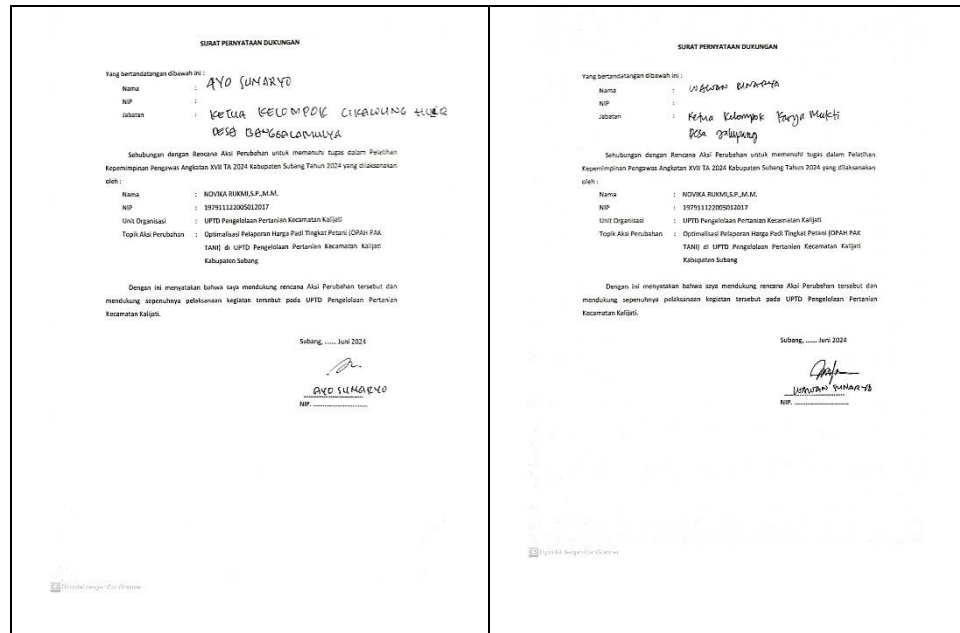 SURAT PERNYATAAN DUKUNGAN
Yang bertandatangan dibawah ini :
Nama : AYO SUNARYO
NIP :
Jabatan : KETUA KELOMPOK CIKALUNG HILIR
DESA BANGGALAMULYA
Sehubungan dengan Rencana Aksi Perubahan untuk memenuhi tugas dalam Pelatihan
Kepemimpinan Pengawas Angkatan XVII TA 2024 Kabupaten Subang Tahun 2024 yang dilaksanakan
oleh :
Nama : NOVIKA RUKMI,S.P.,M.M.
NIP : 197911122005012017
Unit Organisasi : UPTD Pengelolaan Pertanian Kecamatan Kalijati
Topik Aksi Perubahan : Optimalisasi Pelaporan Harga Padi Tingkat Petani (OPAH PAK
TANI) di UPTD Pengelolaan Pertanian Kecamatan Kalijati
Kabupaten Subang
Dengan ini menyatakan bahwa saya mendukung rencana Aksi Perubahan tersebut dan
mendukung sepenuhnya pelaksanaan kegiatan tersebut pada UPTD Pengelolaan Pertanian
Kecamatan Kalijati.
Subang, ...... Juni 2024
AYO SUNARYO
NIP. ........................
SURAT PERNYATAAN DUKUNGAN
Yang bertandatangan dibawah ini :
Nama : WAWAN SUNARYA
NIP :
Jabatan : Ketua Kelompok Karya Mukti
Desa Jalupang
Sehubungan dengan Rencana Aksi Perubahan untuk memenuhi tugas dalam Pelatihan
Kepemimpinan Pengawas Angkatan XVII TA 2024 Kabupaten Subang Tahun 2024 yang dilaksanakan
oleh :
Nama : NOVIKA RUKMI,S.P.,M.M.
NIP : 197911122005012017
Unit Organisasi : UPTD Pengelolaan Pertanian Kecamatan Kalijati
Topik Aksi Perubahan : Optimalisasi Pelaporan Harga Padi Tingkat Petani (OPAH PAK
TANI) di UPTD Pengelolaan Pertanian Kecamatan Kalijati
Kabupaten Subang
Dengan ini menyatakan bahwa saya mendukung rencana Aksi Perubahan tersebut dan
mendukung sepenuhnya pelaksanaan kegiatan tersebut pada UPTD Pengelolaan Pertanian
Kecamatan Kalijati.
Subang, ...... Juni 2024
WAWAN SUNARYA
NIP. ........................